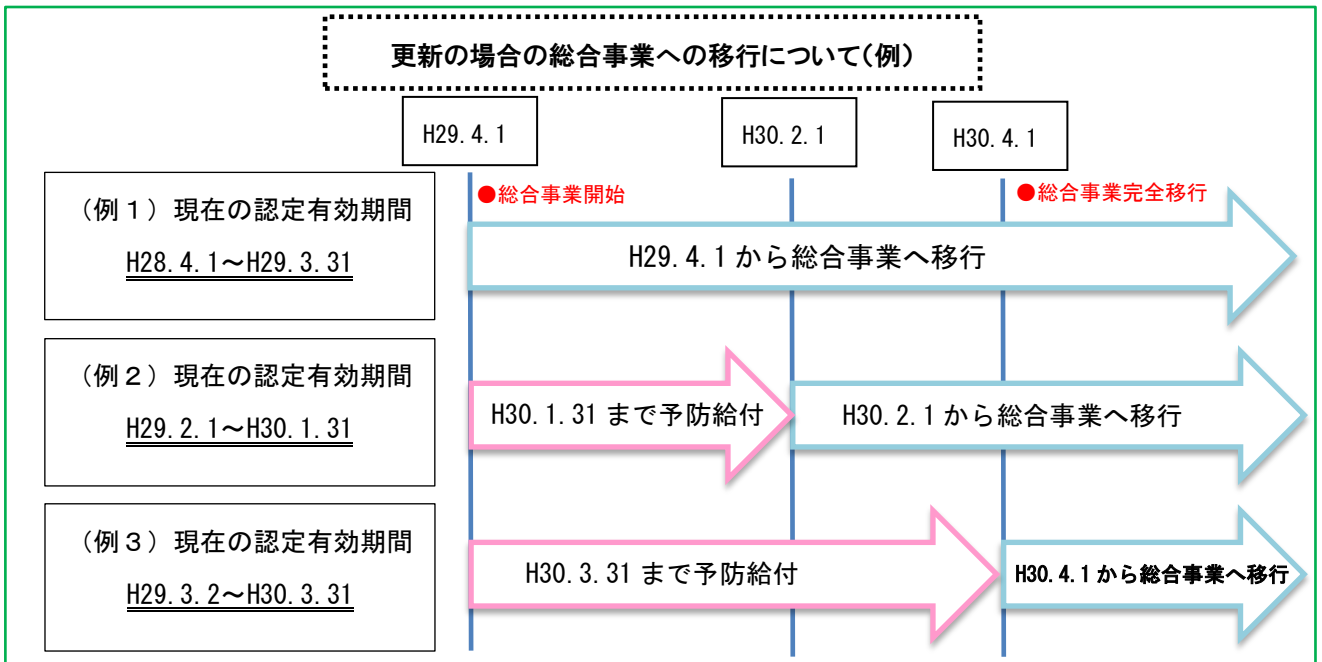 更新の場合の総合事業への移行について(例)
H29.4.1
H30.2.1
H30.4.1
●総合事業開始
●総合事業完全移行
（例１）現在の認定有効期間
H28.4.1～H29.3.31
H29.4.1から総合事業へ移行
（例２）現在の認定有効期間
H29.2.1～H30.1.31
H30.1.31まで予防給付
H30.2.1から総合事業へ移行
（例３）現在の認定有効期間
H29.3.2～H30.3.31
H30.3.31まで予防給付
H30.4.1から総合事業へ移行